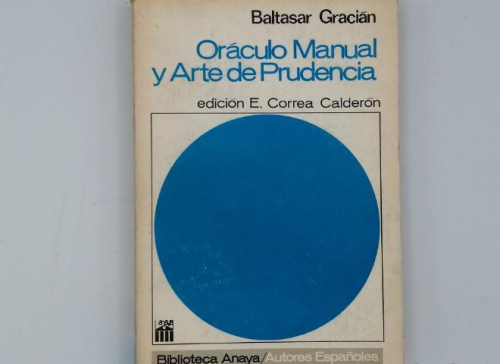 Baltasar Gracián
Oráculo Manual
y Arte de Prudencia
edición E. Correa Calderón
Biblioteca Anaya/Autores Españoles